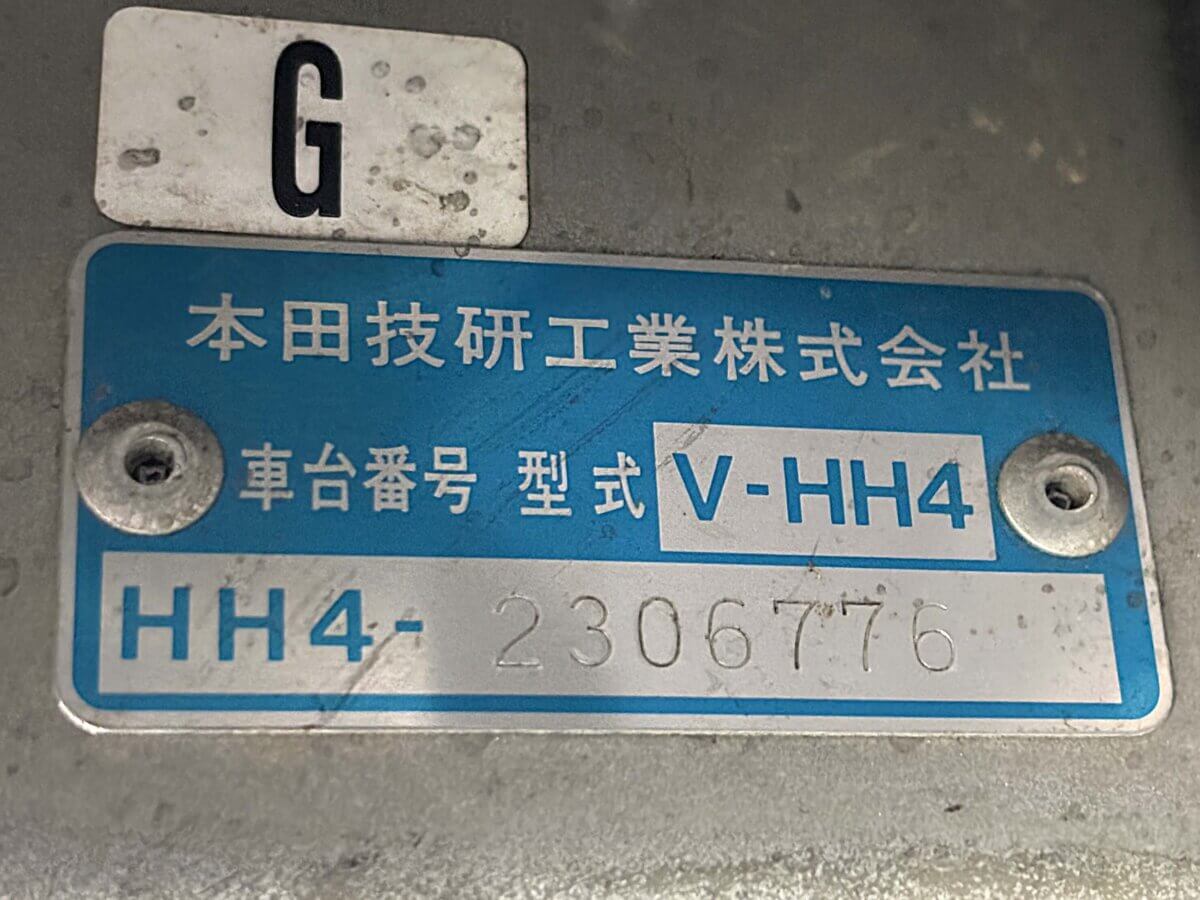 G
本田技研工業株式会社
車台番号 型式 V-HH4
HH4- 2306776